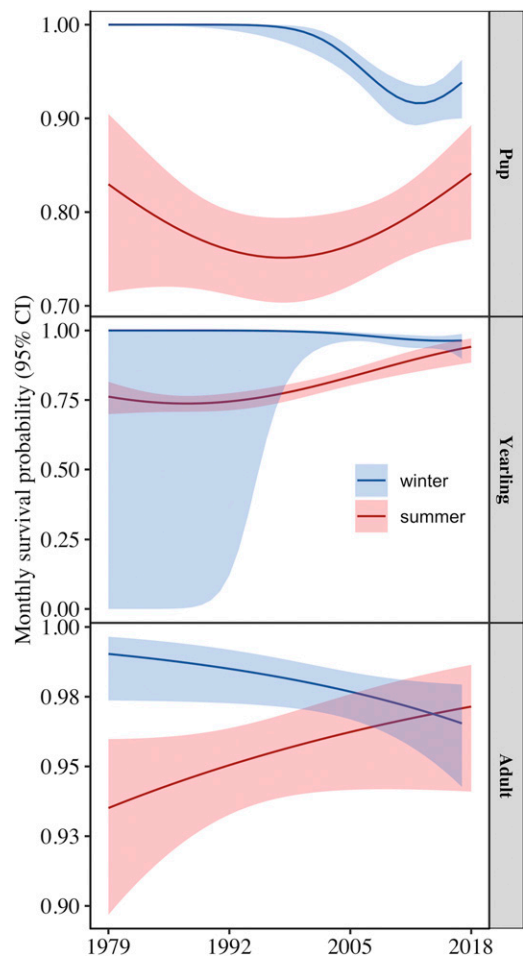 Monthly survival probability (95% CI)
1.00
0.90
0.80
0.70
Pup
1.00
0.75
0.50
0.25
0.00
Yearling
winter
summer
1.00
0.98
0.95
0.93
0.90
Adult
1979 1992 2005 2018